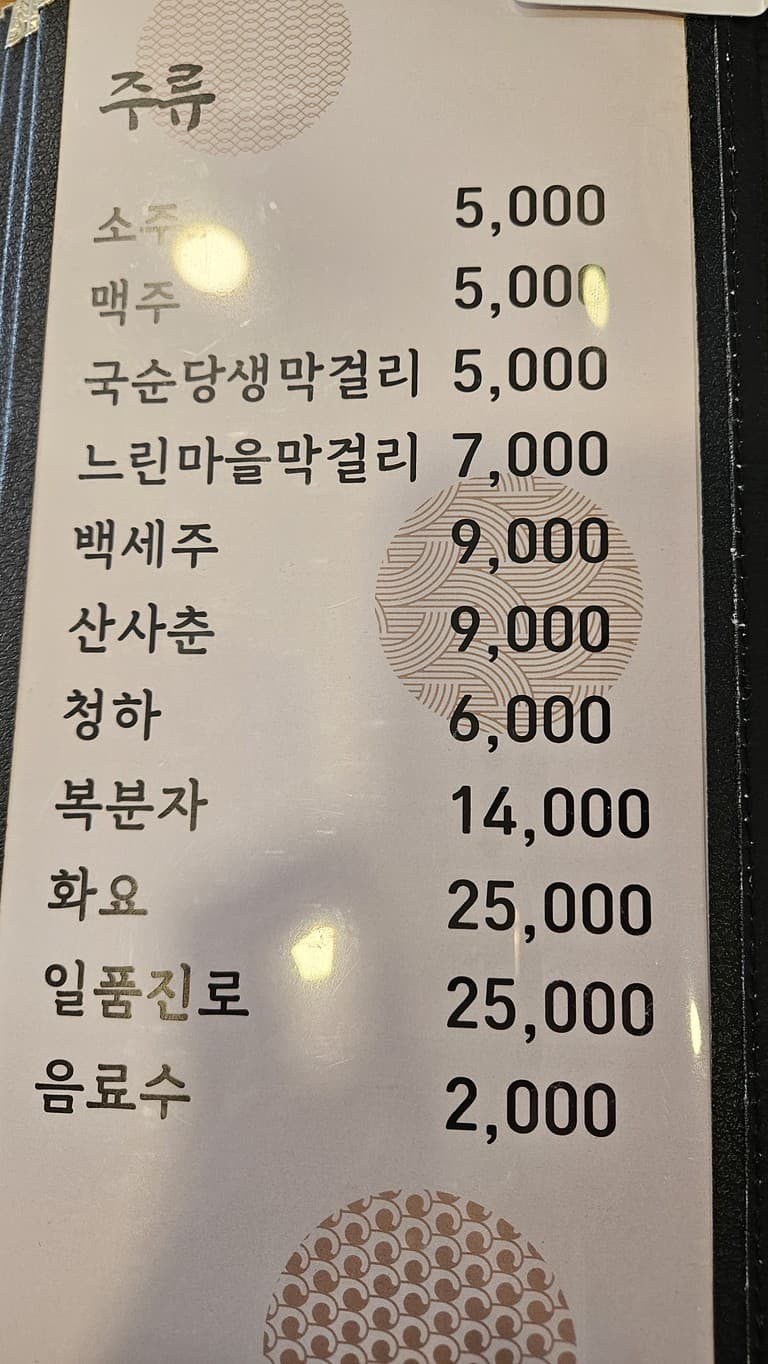 주류
소주 5,000
맥주 5,000
국순당생막걸리 5,000
느린마을막걸리 7,000
백세주 9,000
산사춘 9,000
청하 6,000
복분자 14,000
화요 25,000
일품진로 25,000
음료수 2,000